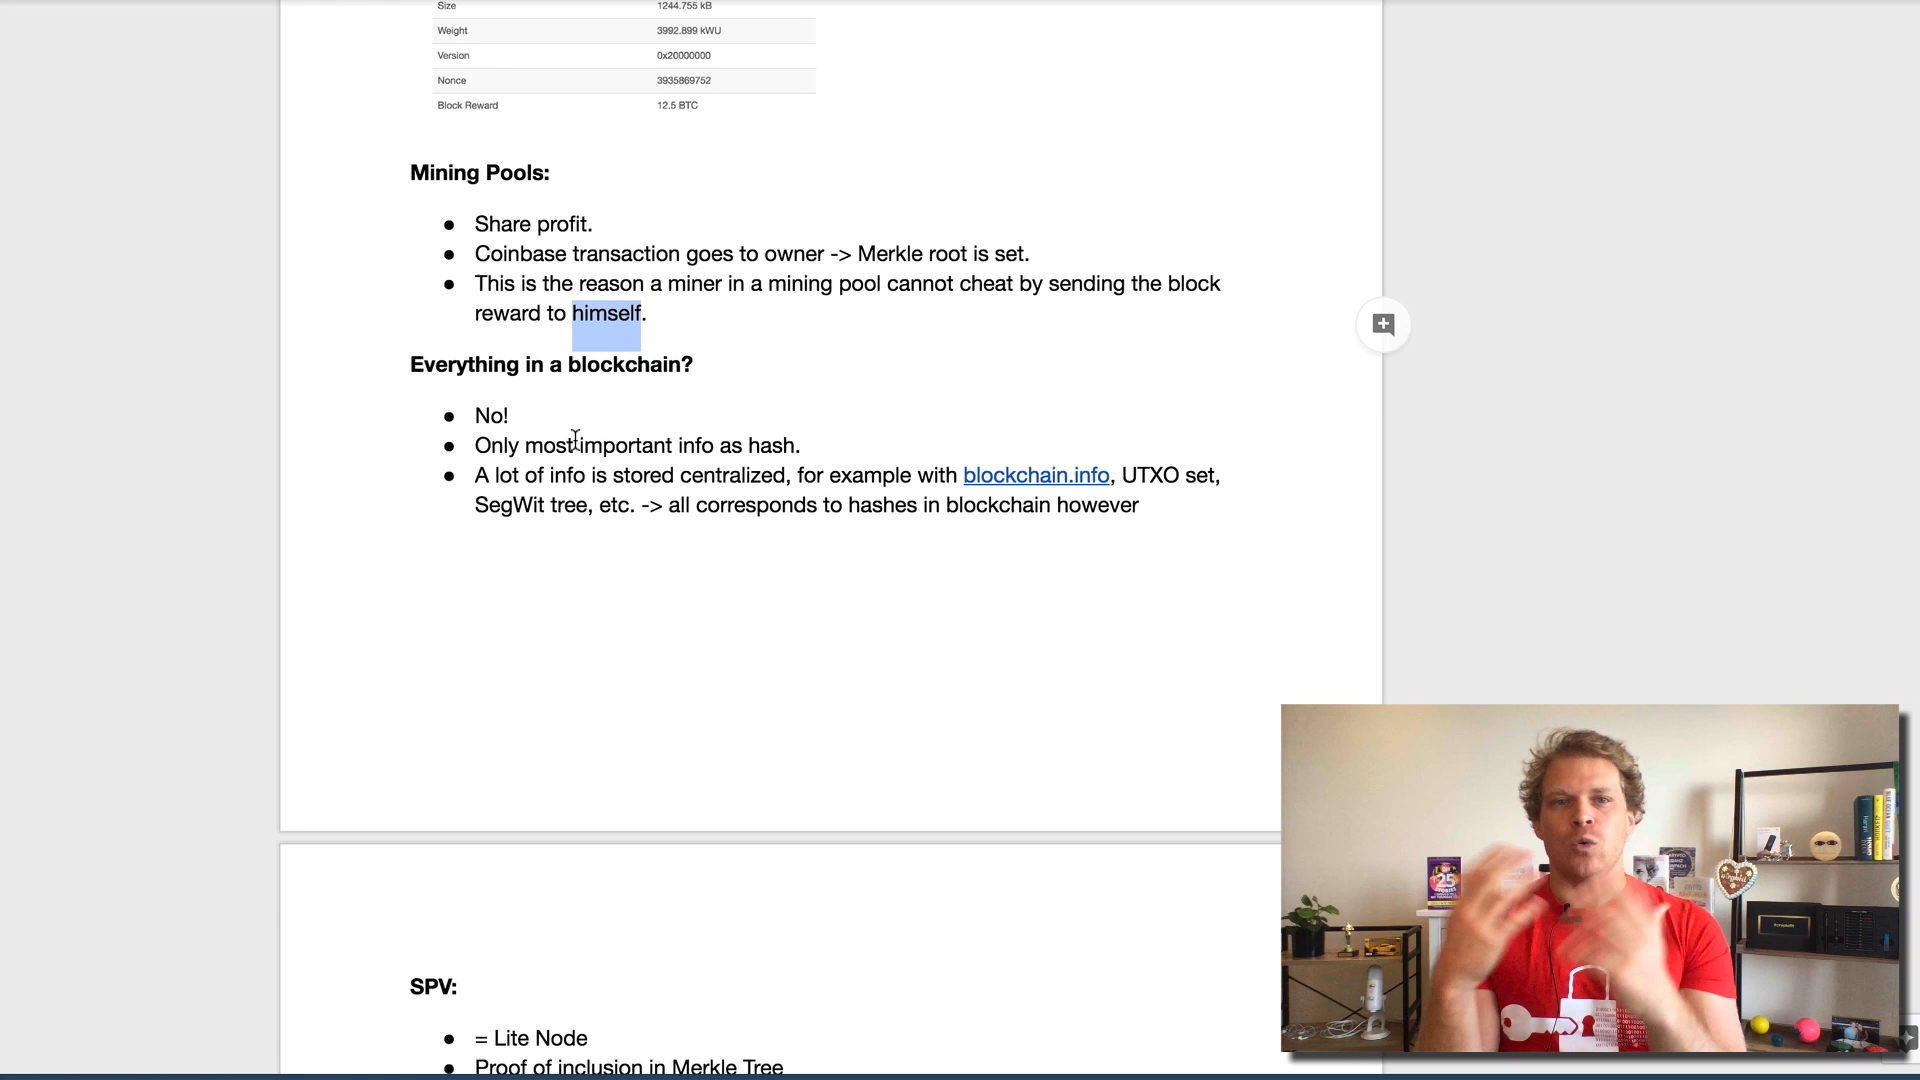 Size 1244.755 kB
Weight 3992.899 kWU
Version 0x20000000
Nonce 3935869752
Block Reward 12.5 BTC
Mining Pools:
● Share profit.
● Coinbase transaction goes to owner -> Merkle root is set.
● This is the reason a miner in a mining pool cannot cheat by sending the block
reward to himself.
Everything in a blockchain?
● No!
● Only most important info as hash.
● A lot of info is stored centralized, for example with blockchain.info, UTXO set,
SegWit tree, etc. -> all corresponds to hashes in blockchain however
SPV:
● = Lite Node
● Proof of inclusion in Merkle Tree
25
STORIES
HOOKED